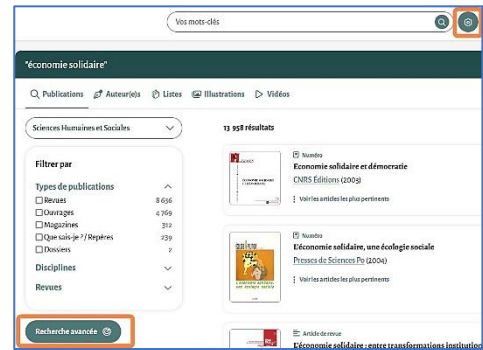 Vos mots-clés
"économie solidaire"
Publications Auteur(e)s Listes Illustrations Vidéos
Sciences Humaines et Sociales
13 958 résultats
Filtrer par
Types de publications
Revues 8 636
Ouvrages 4 769
Magazines 312
Que sais-je ? / Repères 239
Dossiers 2
Disciplines
Revues
Recherche avancée
Numéro
Economie solidaire et démocratie
CNRS Éditions (2003)
Voir les articles les plus pertinents
Numéro
L'économie solidaire, une écologie sociale
Presses de Sciences Po (2004)
Voir les articles les plus pertinents
Article de revue
L'économie solidaire : entre transformations institution